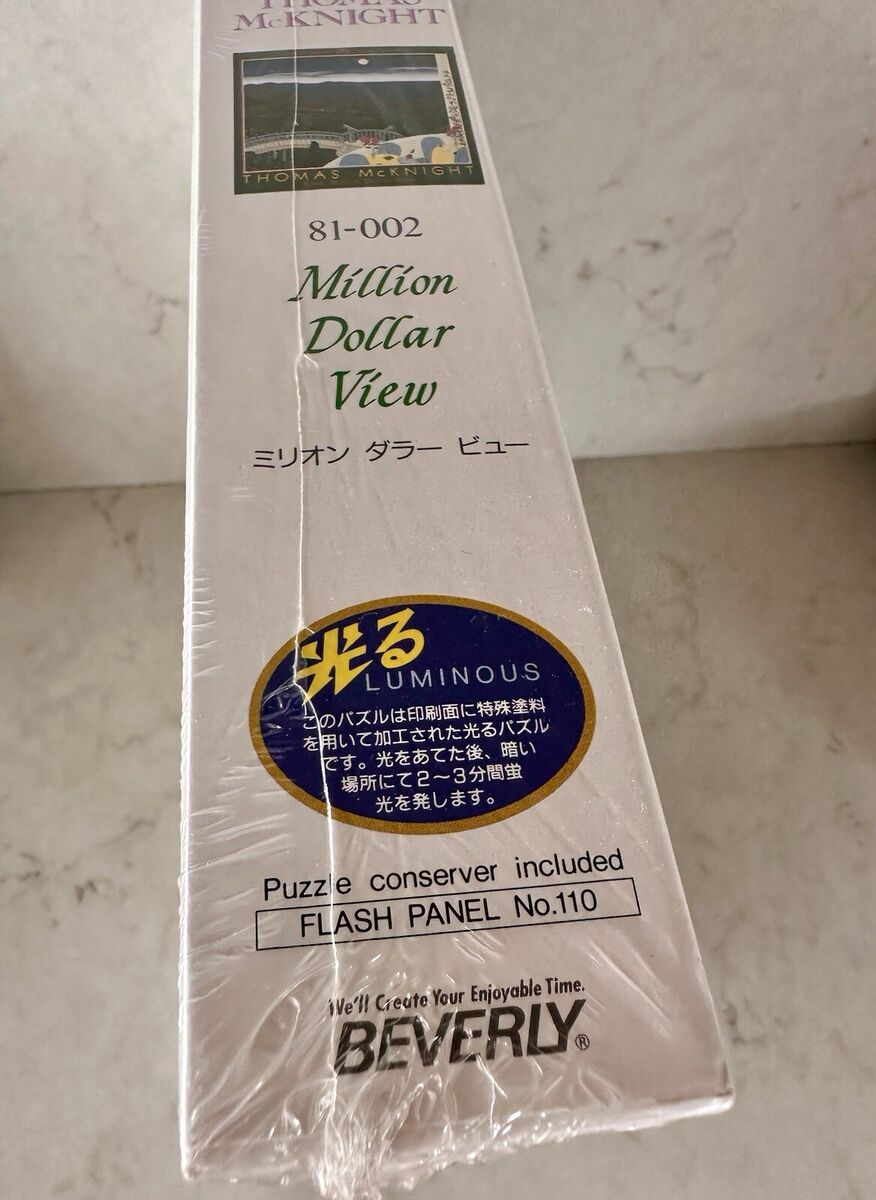 THOMAS
McKNIGHT
THOMAS McKNIGHT
81-002
Million
Dollar
View
ミリオン ダラー ビュー
光る
LUMINOUS
このパズルは印刷面に特殊塗料
を用いて加工された光るパズル
です。光をあてた後、暗い
場所にて2〜3分間蛍
光を発します。
Puzzle conserver included
FLASH PANEL No.110
We'll Create Your Enjoyable Time.
BEVERLY®